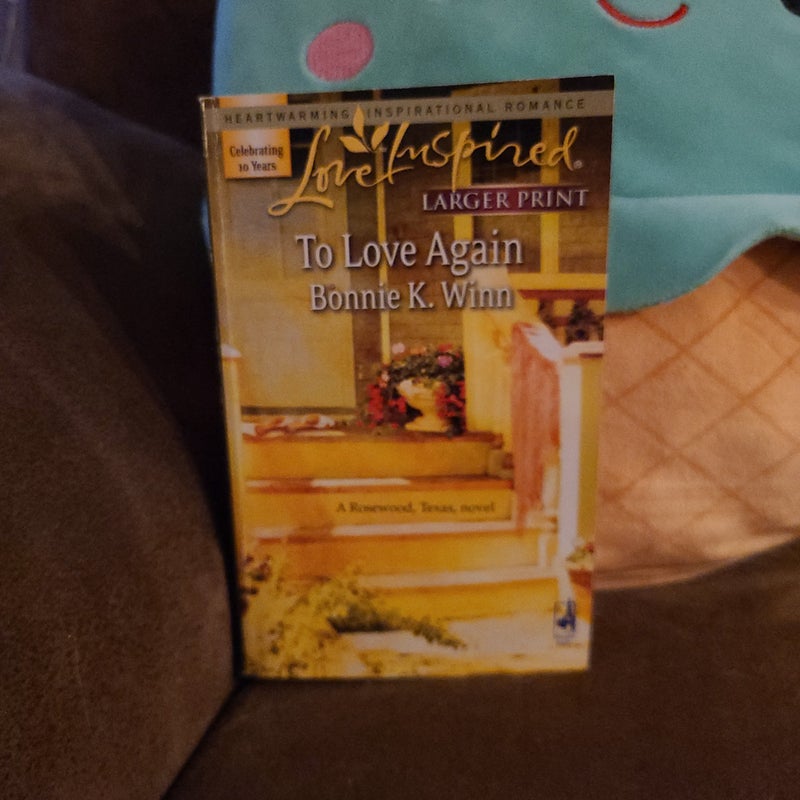 HEARTWARMING INSPIRATIONAL ROMANCE
Celebrating
10 Years
Love Inspired®
LARGER PRINT
To Love Again
Bonnie K. Winn
A Rosewood, Texas, novel